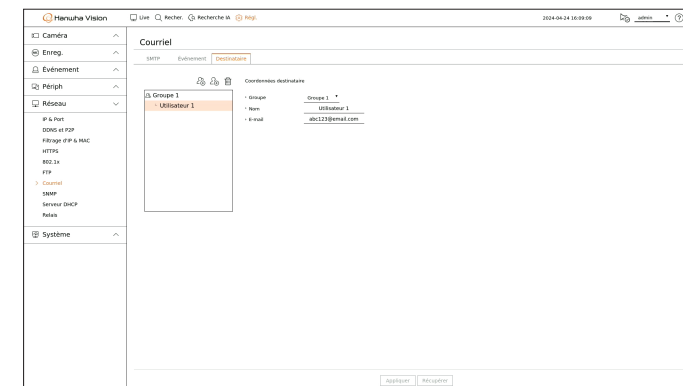 Hanwha Vision Live Recher. Recherche IA Régl. 2024-04-24 16:09:09 admin
Caméra
Enreg.
Événement
Périph
Réseau
IP & Port
DDNS et P2P
Filtrage d'IP & MAC
HTTPS
802.1x
FTP
Courriel
SNMP
Serveur DHCP
Relais
Système
Courriel
SMTP Evénement Destinataire
Groupe 1
Utilisateur 1
Coordonnées destinataire
Groupe Groupe 1
Nom Utilisateur 1
E-mail abc123@email.com
Appliquer Récupérer